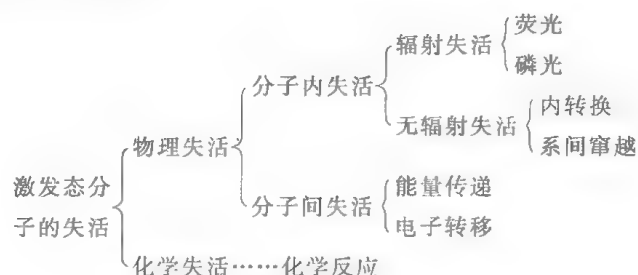 荧光
辐射失活
磷光
分子内失活
内转换
无辐射失活
物理失活
系间窜越
激发态分
子的失活
能量传递
分子间失活
电子转移
化学失活……化学反应